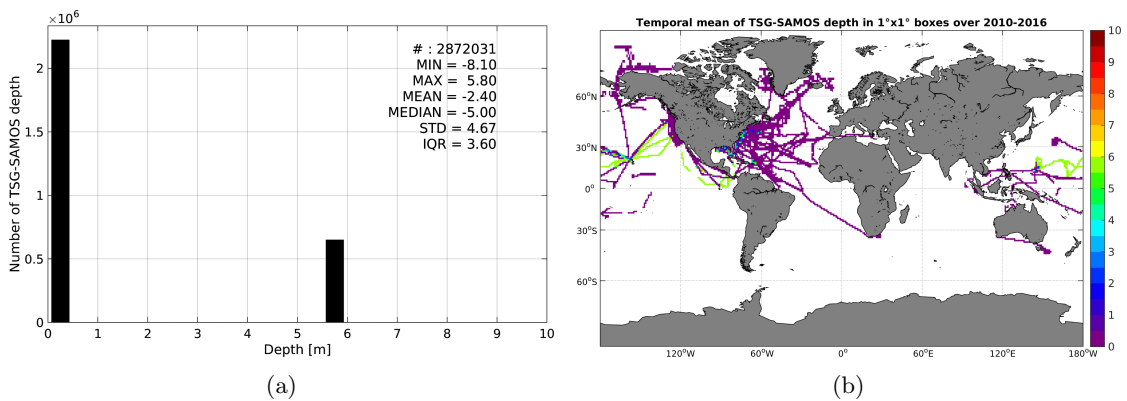 ×10⁶
# : 2872031
MIN = -8.10
MAX = 5.80
MEAN = -2.40
MEDIAN = -5.00
STD = 4.67
IQR = 3.60
Number of TSG-SAMOS depth
2
1.5
1
0.5
0
0 1 2 3 4 5 6 7 8 9 10
Depth [m]
(a)
Temporal mean of TSG-SAMOS depth in 1°x1° boxes over 2010-2016
60°N
30°N
0°
30°S
60°S
120°W 60°W 0° 60°E 120°E 180°W
10
9
8
7
6
5
4
3
2
1
0
(b)